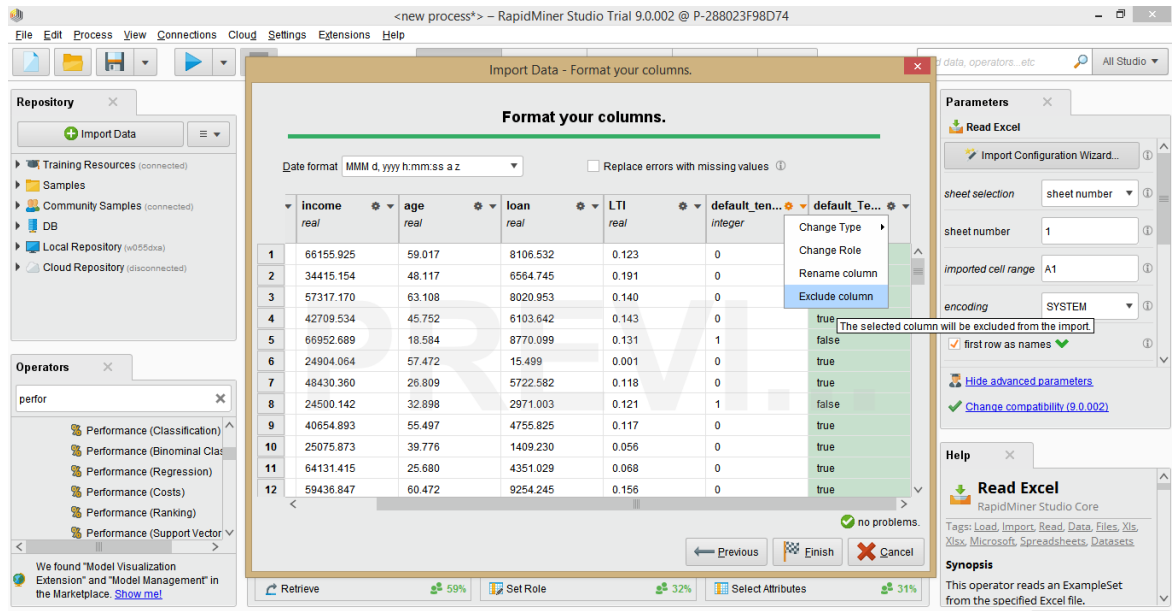 <new process*> – RapidMiner Studio Trial 9.0.002 @ P-288023F98D74
File Edit Process View Connections Cloud Settings Extensions Help
d data, operators...etc
All Studio
Repository
Import Data
Training Resources (connected)
Samples
Community Samples (connected)
DB
Local Repository (w055dxa)
Cloud Repository (disconnected)
Operators
perfor
Performance (Classification)
Performance (Binominal Clas
Performance (Regression)
Performance (Costs)
Performance (Ranking)
Performance (Support Vector
We found "Model Visualization
Extension" and "Model Management" in
the Marketplace. Show me!
Import Data - Format your columns.
Format your columns.
Date format MMM d, yyyy h:mm:ss a z
Replace errors with missing values
income age loan LTI default_ten... default_Te...
real real real real integer
1 66155.925 59.017 8106.532 0.123 0
2 34415.154 48.117 6564.745 0.191 0
3 57317.170 63.108 8020.953 0.140 0
4 42709.534 45.752 6103.642 0.143 0 true
5 66952.689 18.584 8770.099 0.131 1 false
6 24904.064 57.472 15.499 0.001 0 true
7 48430.360 26.809 5722.582 0.118 0 true
8 24500.142 32.898 2971.003 0.121 1 false
9 40654.893 55.497 4755.825 0.117 0 true
10 25075.873 39.776 1409.230 0.056 0 true
11 64131.415 25.680 4351.029 0.068 0 true
12 59436.847 60.472 9254.245 0.156 0 true
PREVI...
Change Type
Change Role
Rename column
Exclude column
The selected column will be excluded from the import.
no problems.
Previous Finish Cancel
Retrieve 59% Set Role 32% Select Attributes 31%
Parameters
Read Excel
Import Configuration Wizard...
sheet selection sheet number
sheet number 1
imported cell range A1
encoding SYSTEM
first row as names
Hide advanced parameters
Change compatibility (9.0.002)
Help
Read Excel
RapidMiner Studio Core
Tags: Load, Import, Read, Data, Files, Xls,
Xlsx, Microsoft, Spreadsheets, Datasets
Synopsis
This operator reads an ExampleSet
from the specified Excel file.